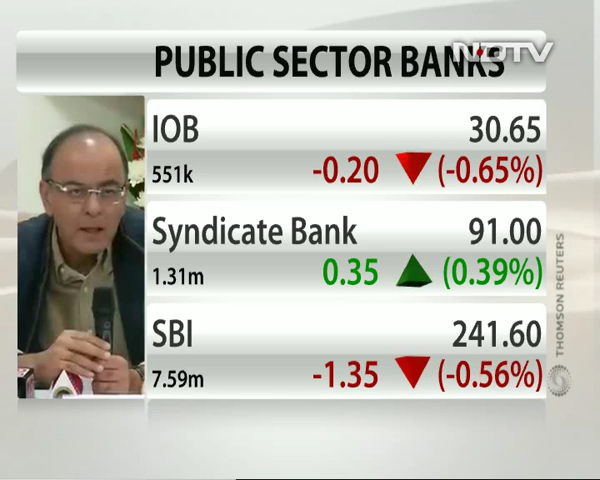 NDTV
PUBLIC SECTOR BANKS
IOB 30.65
551k -0.20 (-0.65%)
Syndicate Bank 91.00
1.31m 0.35 (0.39%)
SBI 241.60
7.59m -1.35 (-0.56%)
THOMSON REUTERS